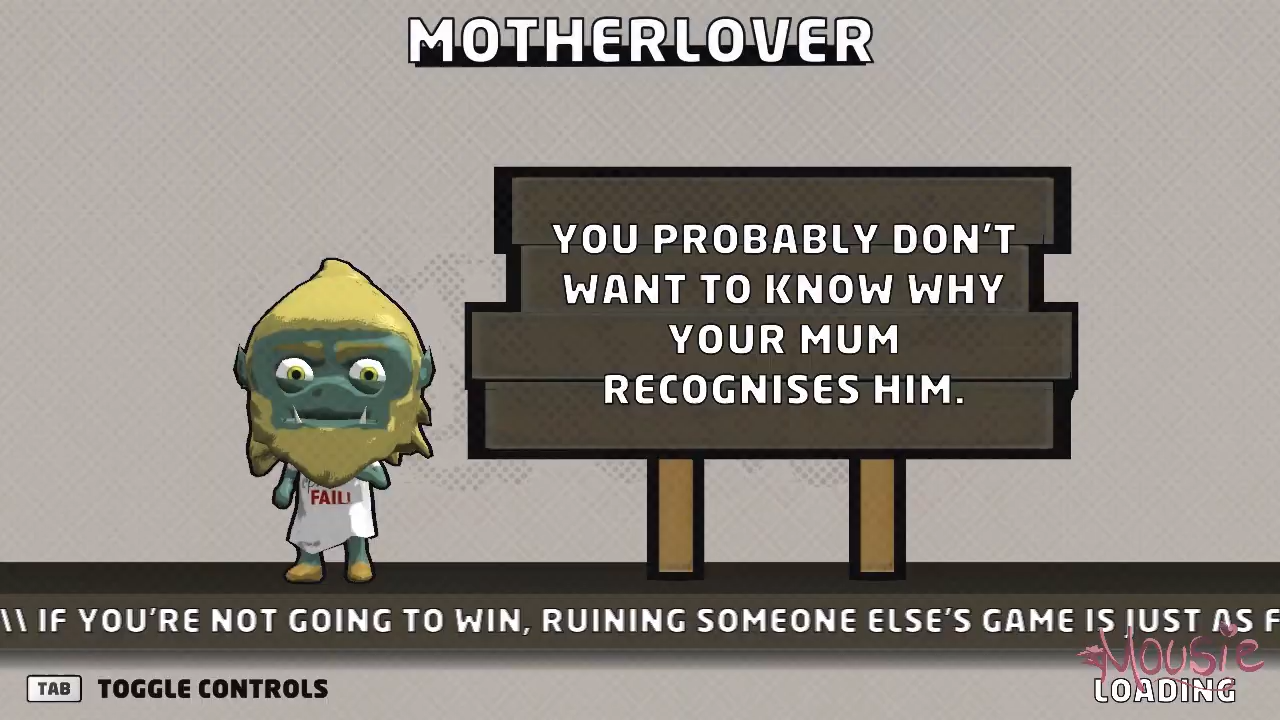 MOTHERLOVER
YOU PROBABLY DON'T
WANT TO KNOW WHY
YOUR MUM
RECOGNISES HIM.
FAIL!
\\ IF YOU'RE NOT GOING TO WIN, RUINING SOMEONE ELSE'S GAME IS JUST AS F
Mousie
TAB TOGGLE CONTROLS
LOADING